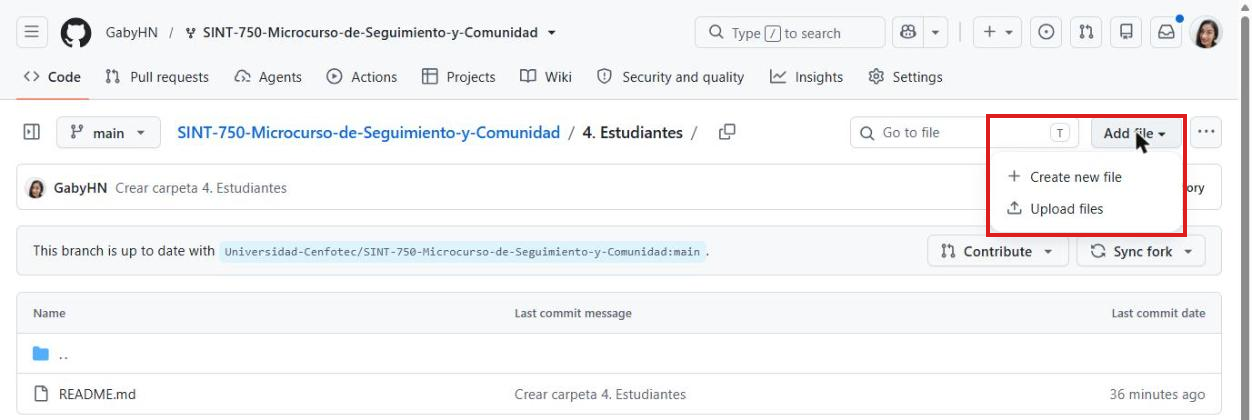 GabyHN / SINT-750-Microcurso-de-Seguimiento-y-Comunidad Type / to search
Code Pull requests Agents Actions Projects Wiki Security and quality Insights Settings
main SINT-750-Microcurso-de-Seguimiento-y-Comunidad / 4. Estudiantes / Go to file T Add file
Create new file
Upload files
GabyHN Crear carpeta 4. Estudiantes ory
This branch is up to date with Universidad-Cenfotec/SINT-750-Microcurso-de-Seguimiento-y-Comunidad:main . Contribute Sync fork
Name Last commit message Last commit date
..
README.md Crear carpeta 4. Estudiantes 36 minutes ago